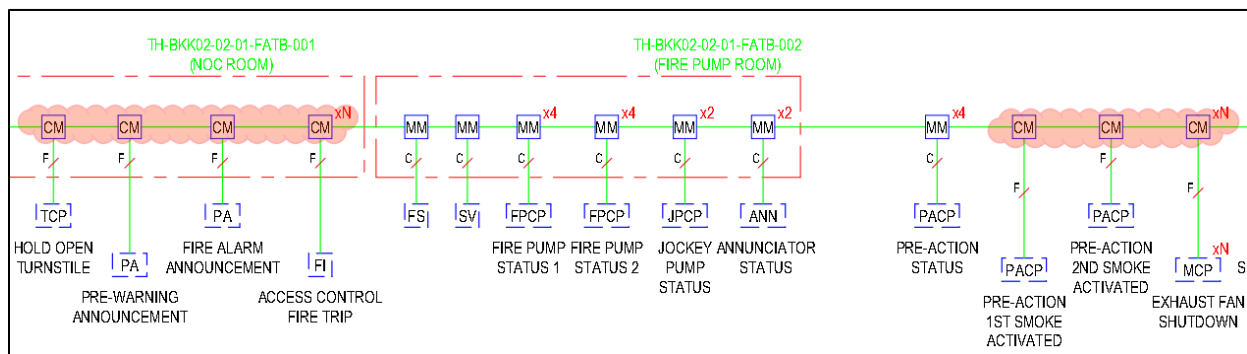 TH-BKK02-02-01-FATB-001
(NOC ROOM)
TH-BKK02-02-01-FATB-002
(FIRE PUMP ROOM)
CM
CM
CM
CM
xN
MM
MM
MM
x4
MM
x4
MM
x2
MM
x2
MM
x4
CM
CM
CM
xN
F
F
F
F
C
C
C
C
C
C
C
F
F
F
TCP
HOLD OPEN
TURNSTILE
PA
PRE-WARNING
ANNOUNCEMENT
PA
FIRE ALARM
ANNOUNCEMENT
FI
ACCESS CONTROL
FIRE TRIP
FS
SV
FPCP
FIRE PUMP
STATUS 1
FPCP
FIRE PUMP
STATUS 2
JPCP
JOCKEY
PUMP
STATUS
ANN
ANNUNCIATOR
STATUS
PACP
PRE-ACTION
STATUS
PACP
PRE-ACTION
1ST SMOKE
ACTIVATED
PACP
PRE-ACTION
2ND SMOKE
ACTIVATED
MCP
xN
EXHAUST FAN
SHUTDOWN
S